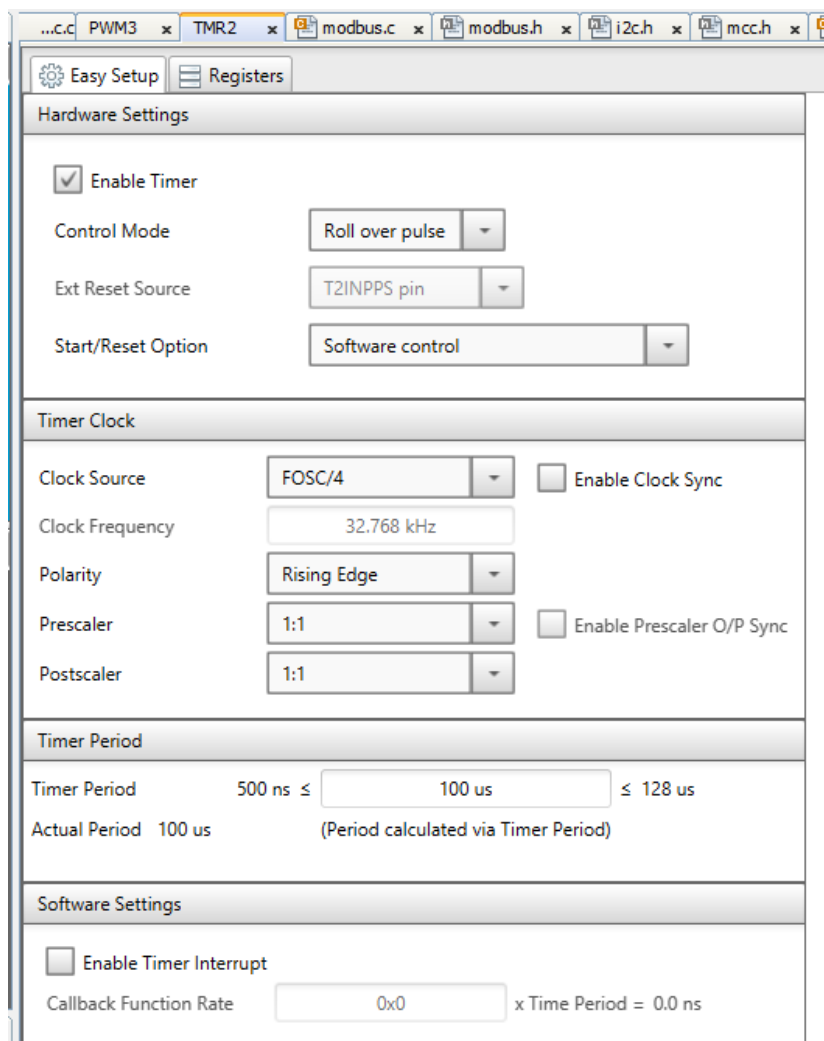 ...c.c PWM3 x TMR2 x modbus.c x modbus.h x i2c.h x mcc.h x
Easy Setup Registers
Hardware Settings
Enable Timer
Control Mode Roll over pulse
Ext Reset Source T2INPPS pin
Start/Reset Option Software control
Timer Clock
Clock Source FOSC/4 Enable Clock Sync
Clock Frequency 32.768 kHz
Polarity Rising Edge
Prescaler 1:1 Enable Prescaler O/P Sync
Postscaler 1:1
Timer Period
Timer Period 500 ns ≤ 100 us ≤ 128 us
Actual Period 100 us (Period calculated via Timer Period)
Software Settings
Enable Timer Interrupt
Callback Function Rate 0x0 x Time Period = 0.0 ns